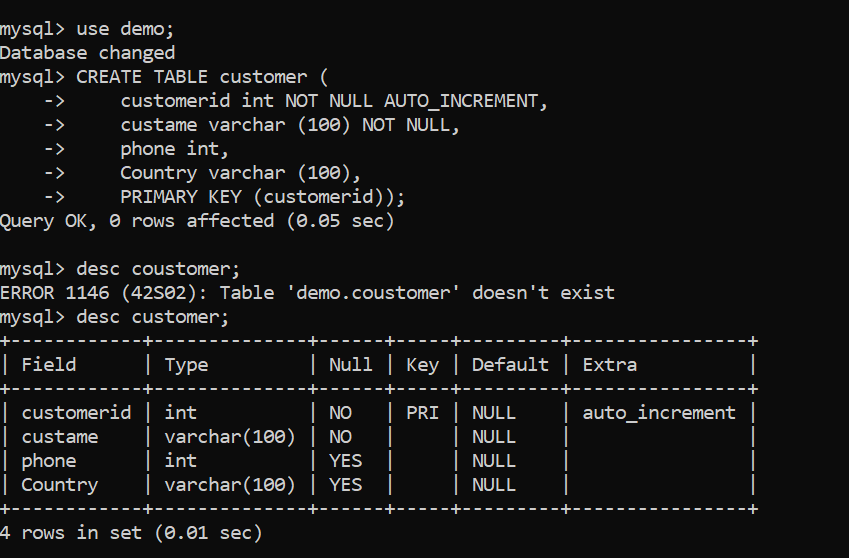 mysql> use demo;
Database changed
mysql> CREATE TABLE customer (
    ->     customerid int NOT NULL AUTO_INCREMENT,
    ->     custame varchar (100) NOT NULL,
    ->     phone int,
    ->     Country varchar (100),
    ->     PRIMARY KEY (customerid));
Query OK, 0 rows affected (0.05 sec)

mysql> desc coustomer;
ERROR 1146 (42S02): Table 'demo.coustomer' doesn't exist
mysql> desc customer;
+------------+--------------+------+-----+---------+----------------+
| Field      | Type         | Null | Key | Default | Extra          |
+------------+--------------+------+-----+---------+----------------+
| customerid | int          | NO   | PRI | NULL    | auto_increment |
| custame    | varchar(100) | NO   |     | NULL    |                |
| phone      | int          | YES  |     | NULL    |                |
| Country    | varchar(100) | YES  |     | NULL    |                |
+------------+--------------+------+-----+---------+----------------+
4 rows in set (0.01 sec)